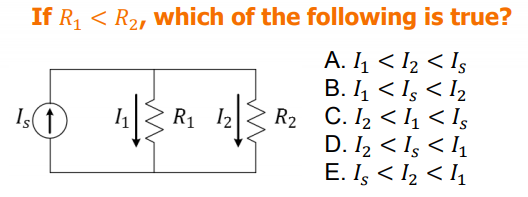 If R₁ < R₂, which of the following is true?
A. I₁ < I₂ < Iₛ
B. I₁ < Iₛ < I₂
C. I₂ < I₁ < Iₛ
D. I₂ < Iₛ < I₁
E. Iₛ < I₂ < I₁
Iₛ I₁ R₁ I₂ R₂